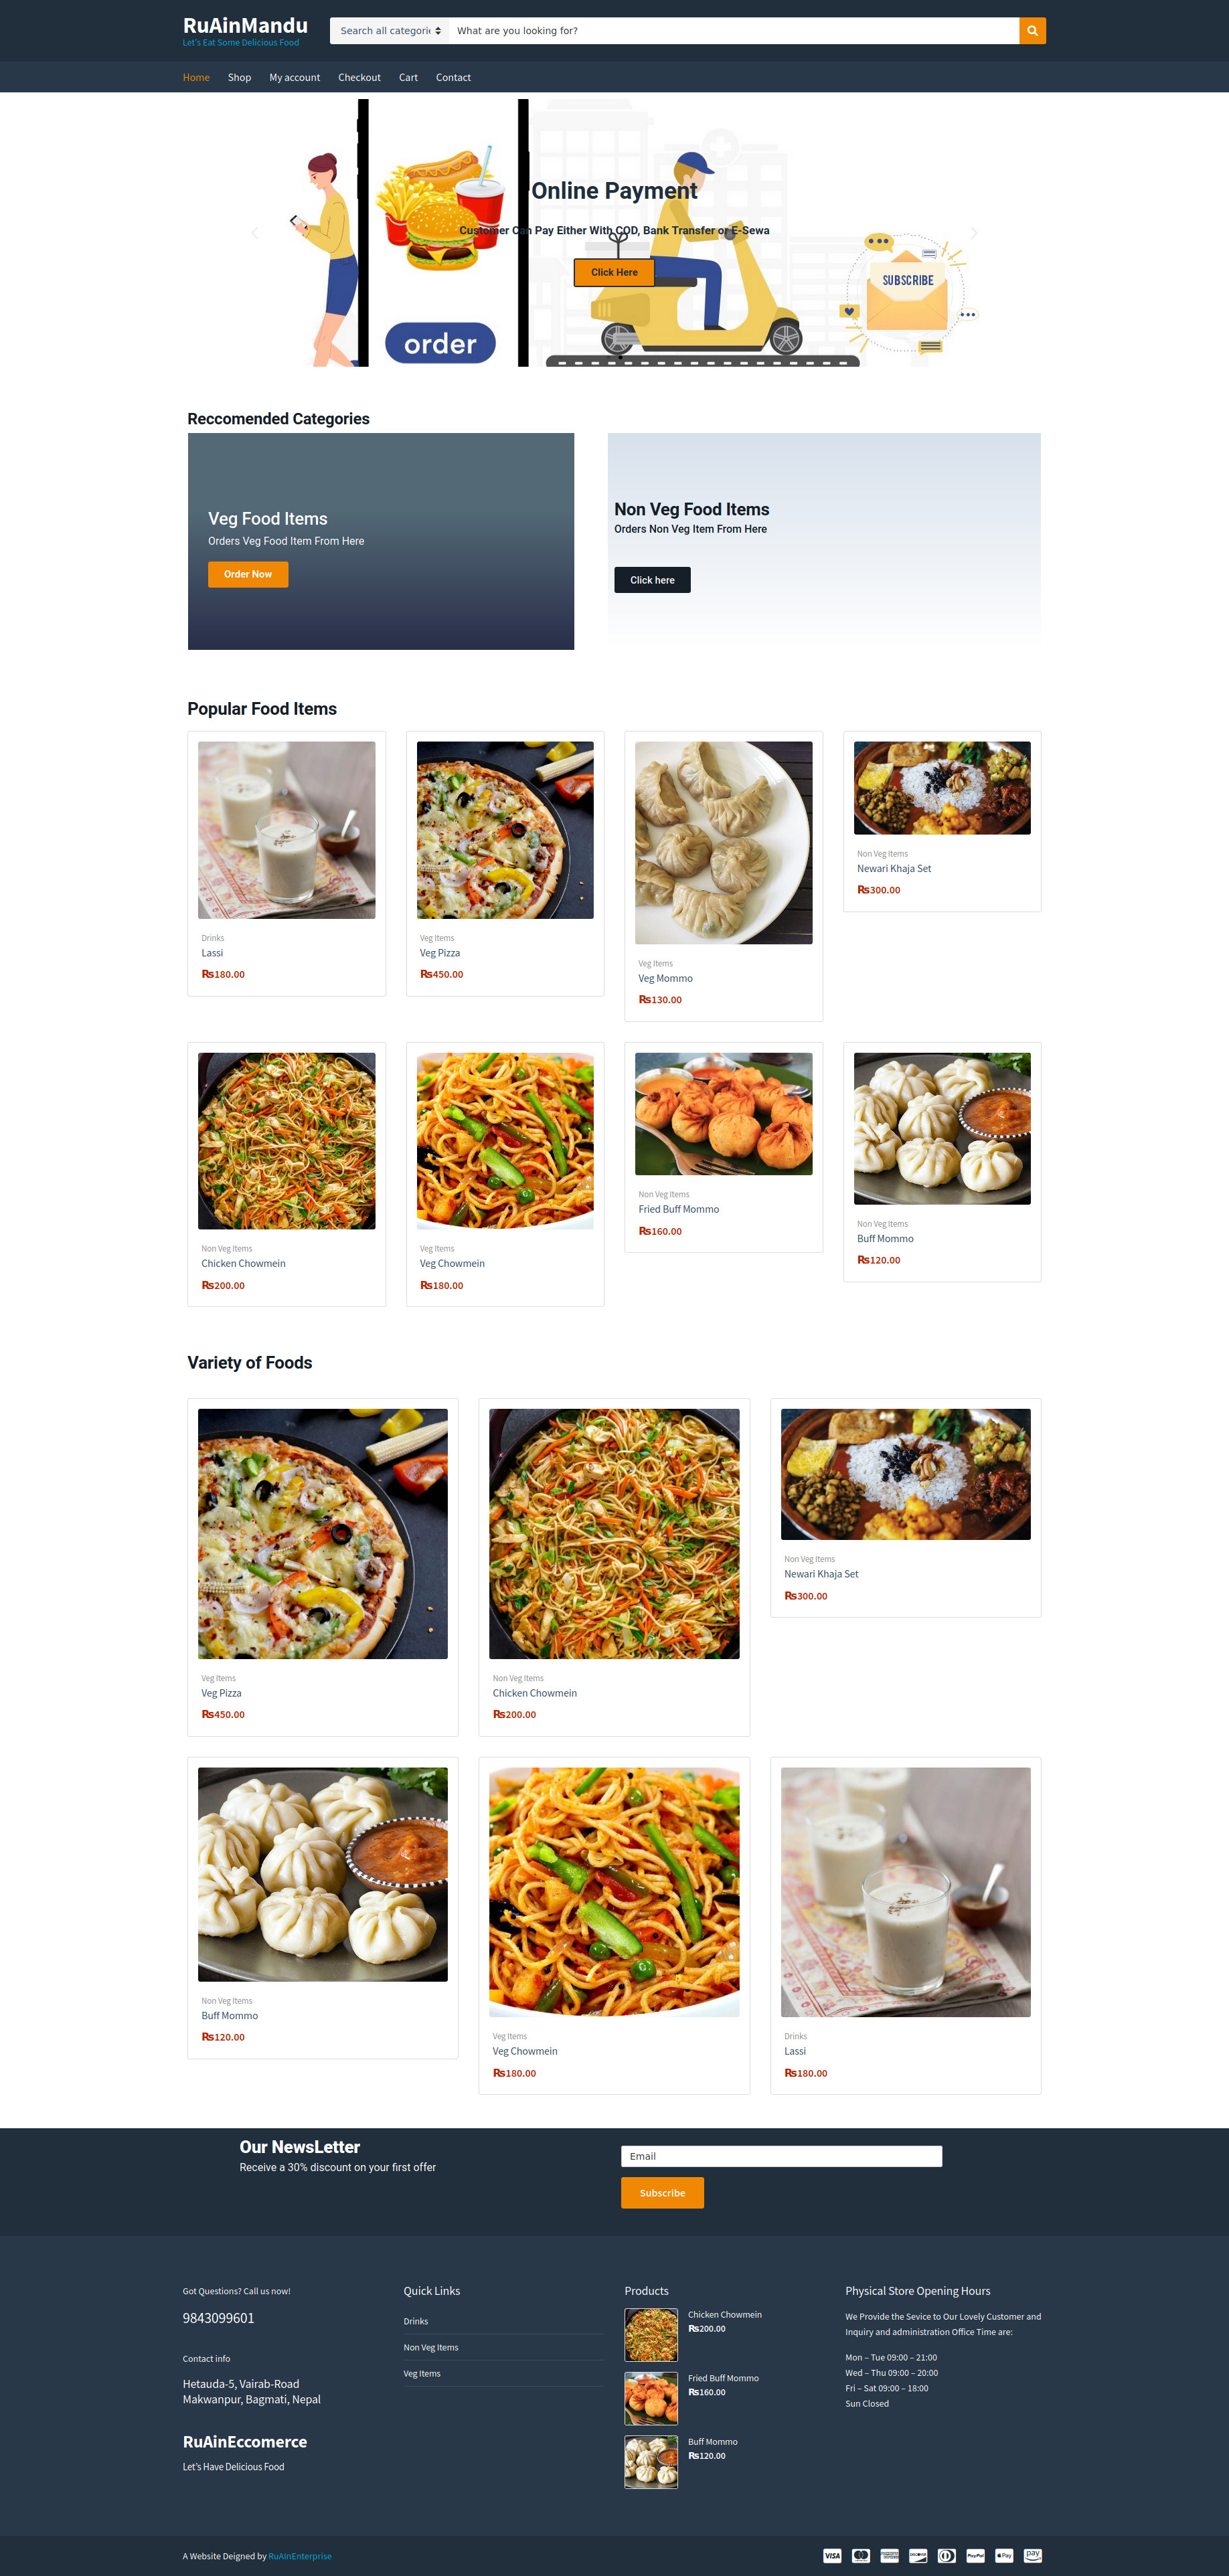 RuAinMandu
Let's Eat Some Delicious Food
Search all categorie
What are you looking for?
Home Shop My account Checkout Cart Contact
Online Payment
Customer Can Pay Either With COD, Bank Transfer or E-Sewa
Click Here
order
SUBSCRIBE
Reccomended Categories
Veg Food Items
Orders Veg Food Item From Here
Order Now
Non Veg Food Items
Orders Non Veg Item From Here
Click here
Popular Food Items
Drinks
Lassi
₨180.00
Veg Items
Veg Pizza
₨450.00
Veg Items
Veg Mommo
₨130.00
Non Veg Items
Newari Khaja Set
₨300.00
Non Veg Items
Chicken Chowmein
₨200.00
Veg Items
Veg Chowmein
₨180.00
Non Veg Items
Fried Buff Mommo
₨160.00
Non Veg Items
Buff Mommo
₨120.00
Variety of Foods
Veg Items
Veg Pizza
₨450.00
Non Veg Items
Chicken Chowmein
₨200.00
Non Veg Items
Newari Khaja Set
₨300.00
Non Veg Items
Buff Mommo
₨120.00
Veg Items
Veg Chowmein
₨180.00
Drinks
Lassi
₨180.00
Our NewsLetter
Receive a 30% discount on your first offer
Email
Subscribe
Got Questions? Call us now!
9843099601
Contact info
Hetauda-5, Vairab-Road
Makwanpur, Bagmati, Nepal
RuAinEccomerce
Let's Have Delicious Food
Quick Links
Drinks
Non Veg Items
Veg Items
Products
Chicken Chowmein
₨200.00
Fried Buff Mommo
₨160.00
Buff Mommo
₨120.00
Physical Store Opening Hours
We Provide the Sevice to Our Lovely Customer and
Inquiry and administration Office Time are:
Mon – Tue 09:00 – 21:00
Wed – Thu 09:00 – 20:00
Fri – Sat 09:00 – 18:00
Sun Closed
A Website Deigned by RuAInEnterprise
VISA
DISCOVER
PayPal
Pay
pay